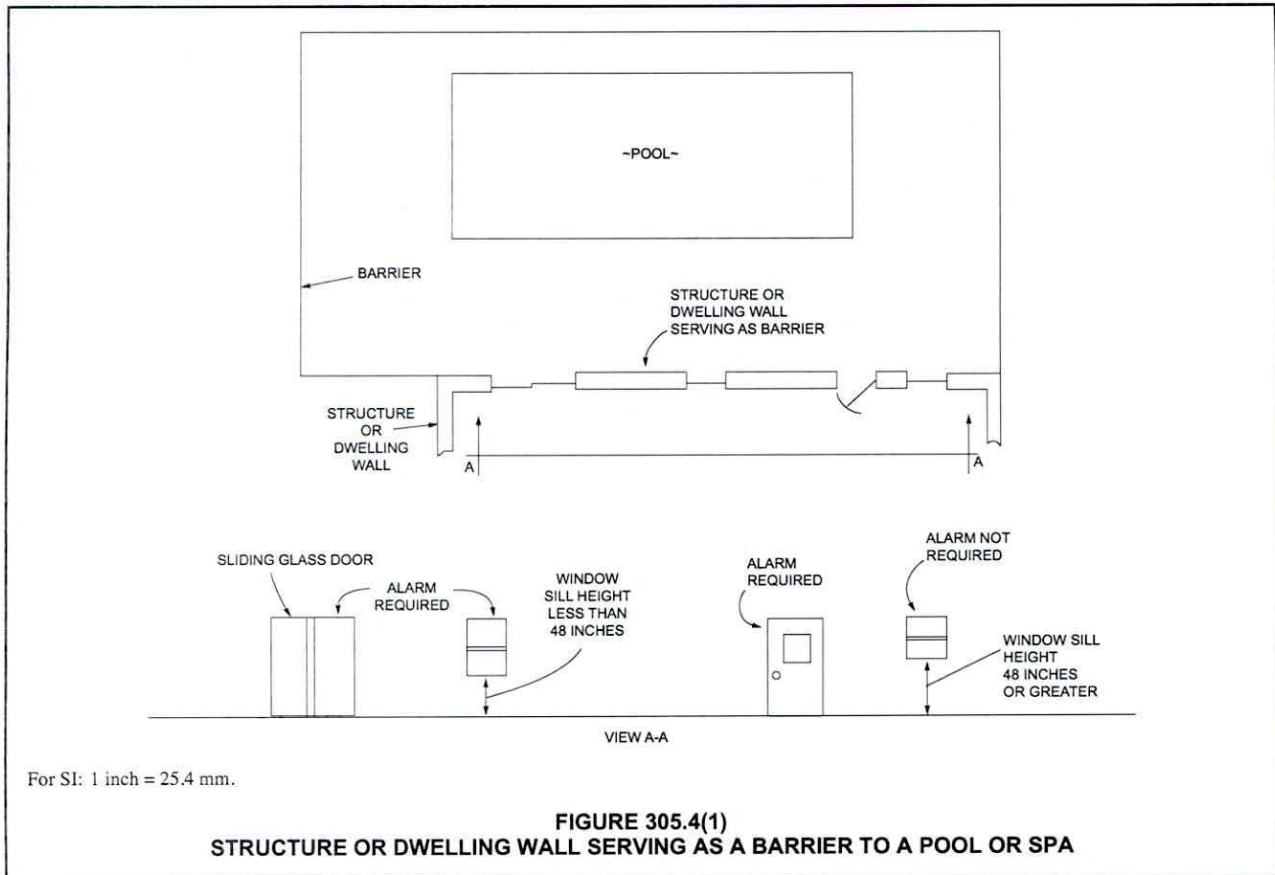 ~POOL~
BARRIER
STRUCTURE OR
DWELLING WALL
SERVING AS BARRIER
STRUCTURE
OR
DWELLING
WALL
A
A
SLIDING GLASS DOOR
ALARM
REQUIRED
WINDOW
SILL HEIGHT
LESS THAN
48 INCHES
ALARM
REQUIRED
ALARM NOT
REQUIRED
WINDOW SILL
HEIGHT
48 INCHES
OR GREATER
VIEW A-A
For SI: 1 inch = 25.4 mm.
FIGURE 305.4(1)
STRUCTURE OR DWELLING WALL SERVING AS A BARRIER TO A POOL OR SPA